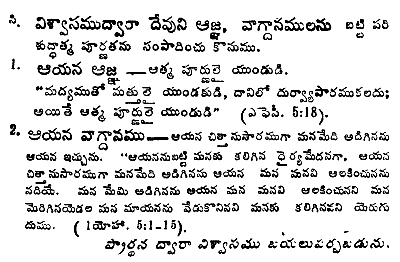 5. విశ్వాసముద్వారా దేవుని ఆజ్ఞ, వాగ్దానములను బట్టి పరి
శుద్ధాత్మ పూర్ణతను సంపాదించు కొనుము.
1. ఆయన ఆజ్ఞ —ఆత్మ పూర్ణులై యుండుడి.
"మద్యముతో మత్తులై యుండకుడి, దానిలో దుర్వ్యాపారముకలదు;
అయితే ఆత్మ పూర్ణులై యుండుడి" (ఎఫెసీ. 5:18).
2. ఆయన వాగ్దానము— ఆయన చిత్తానుసారముగా మనమేది అడిగినను
ఆయన ఇచ్చును. "ఆయననుబట్టి మనకు కలిగిన ధైర్యమేదనగా, ఆయన
చిత్తానుసారముగా మనమేది అడిగినను ఆయన మన మనవి ఆలకించునను
నదియే. మన మేమి అడిగినను ఆయన మన మనవి ఆలకించునని మన
మెరిగినయెడల మన మాయనను వేడుకొనినవి మనకు కలిగినవని యెరుగు
దుము. (1యోహా. 5:1-15).
ప్రార్థన ద్వారా విశ్వాసము బయలుపర్చబడును.